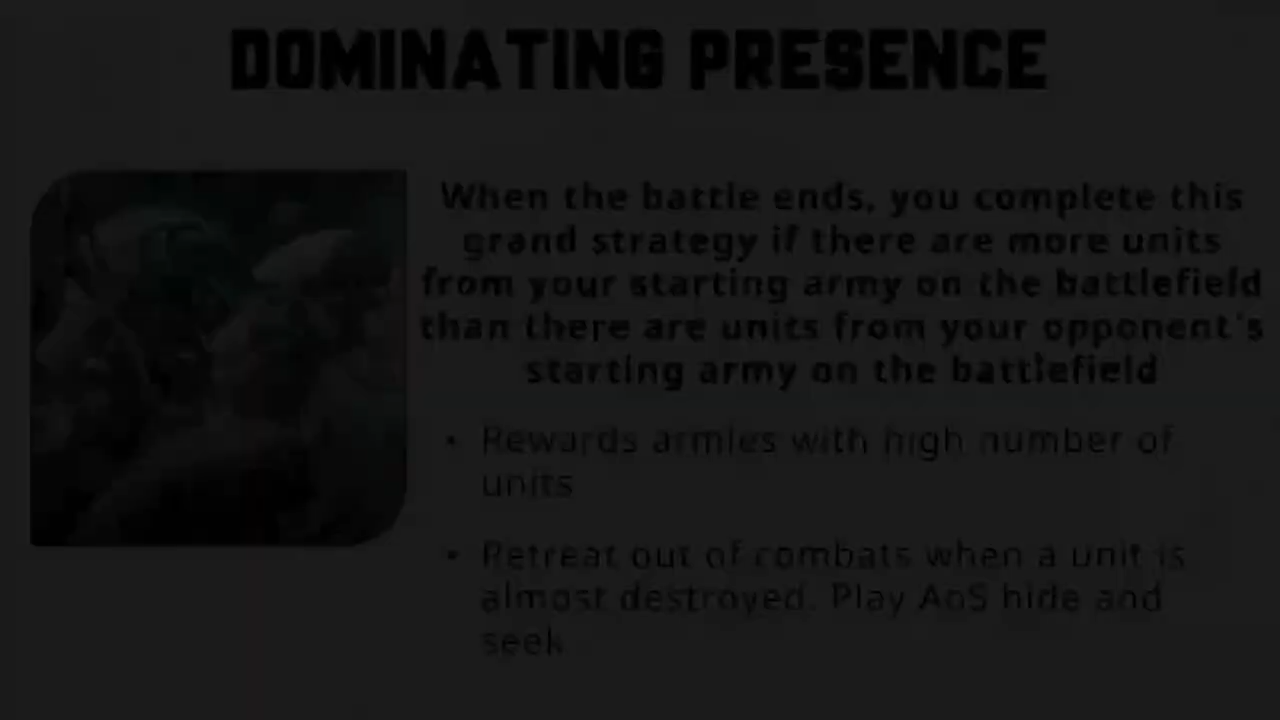 DOMINATING PRESENCE
When the battle ends, you complete this
grand strategy if there are more units
from your starting army on the battlefield
than there are units from your opponent's
starting army on the battlefield
• Rewards armies with high number of
units
• Retreat out of combats when a unit is
almost destroyed. Play AoS hide and
seek